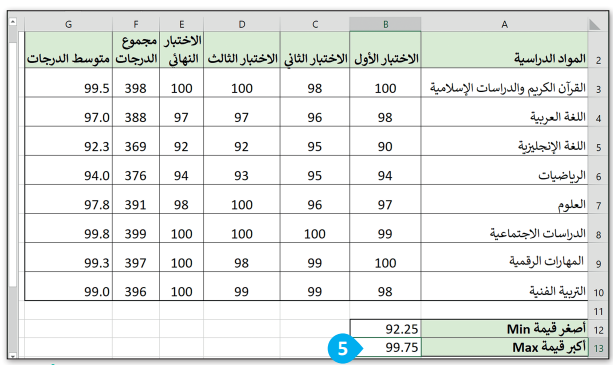 A B C D E F G
2 المواد الدراسية الاختبار الأول الاختبار الثاني الاختبار الثالث الاختبار النهائي مجموع الدرجات متوسط الدرجات
3 القرآن الكريم والدراسات الإسلامية 100 98 100 100 398 99.5
4 اللغة العربية 98 96 97 97 388 97.0
5 اللغة الإنجليزية 90 95 92 92 369 92.3
6 الرياضيات 94 95 93 94 376 94.0
7 العلوم 97 96 100 98 391 97.8
8 الدراسات الاجتماعية 99 100 100 100 399 99.8
9 المهارات الرقمية 100 99 98 100 397 99.3
10 التربية الفنية 98 99 99 100 396 99.0
11
12 أصغر قيمة Min 92.25
13 أكبر قيمة Max 99.75 5